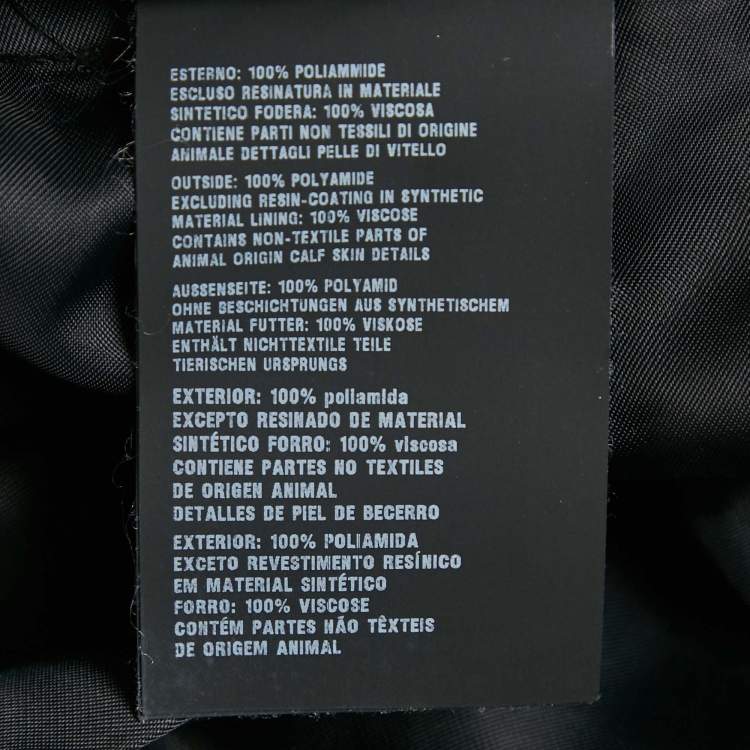 ESTERNO: 100% POLIAMMIDE
ESCLUSO RESINATURA IN MATERIALE
SINTETICO FODERA: 100% VISCOSA
CONTIENE PARTI NON TESSILI DI ORIGINE
ANIMALE DETTAGLI PELLE DI VITELLO
OUTSIDE: 100% POLYAMIDE
EXCLUDING RESIN-COATING IN SYNTHETIC
MATERIAL LINING: 100% VISCOSE
CONTAINS NON-TEXTILE PARTS OF
ANIMAL ORIGIN CALF SKIN DETAILS
AUSSENSEITE: 100% POLYAMID
OHNE BESCHICHTUNGEN AUS SYNTHETISCHEM
MATERIAL FUTTER: 100% VISKOSE
ENTHÄLT NICHTTEXTILE TEILE
TIERISCHEN URSPRUNGS
EXTERIOR: 100% poliamida
EXCEPTO RESINADO DE MATERIAL
SINTÉTICO FORRO: 100% viscosa
CONTIENE PARTES NO TEXTILES
DE ORIGEN ANIMAL
DETALLES DE PIEL DE BECERRO
EXTERIOR: 100% POLIAMIDA
EXCETO REVESTIMENTO RESÍNICO
EM MATERIAL SINTÉTICO
FORRO: 100% VISCOSE
CONTÉM PARTES NÃO TÊXTEIS
DE ORIGEM ANIMAL